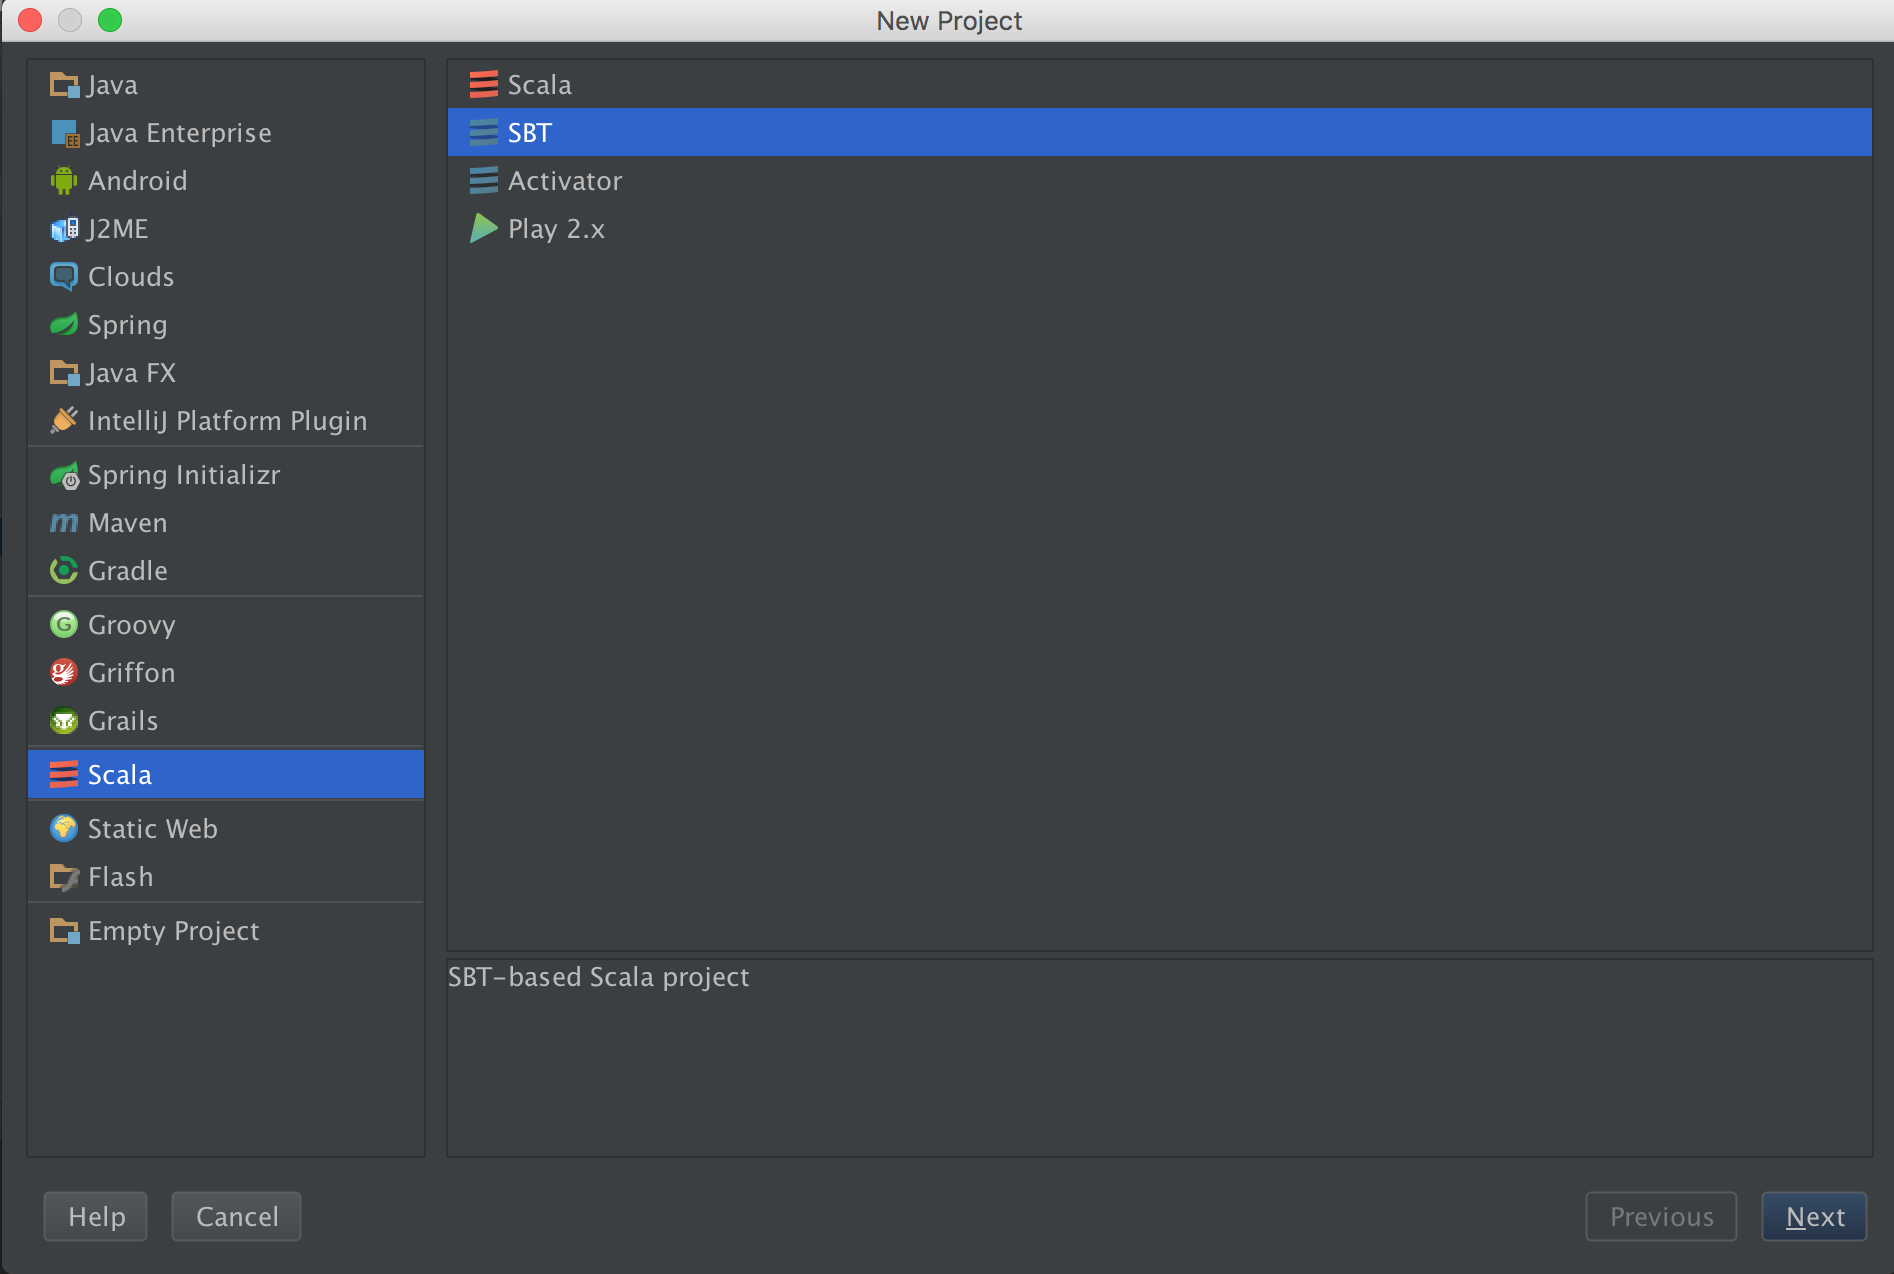 New Project
Java
Java Enterprise
Android
J2ME
Clouds
Spring
Java FX
IntelliJ Platform Plugin
Spring Initializr
Maven
Gradle
Groovy
Griffon
Grails
Scala
Static Web
Flash
Empty Project
Scala
SBT
Activator
Play 2.x
SBT-based Scala project
Help
Cancel
Previous
Next